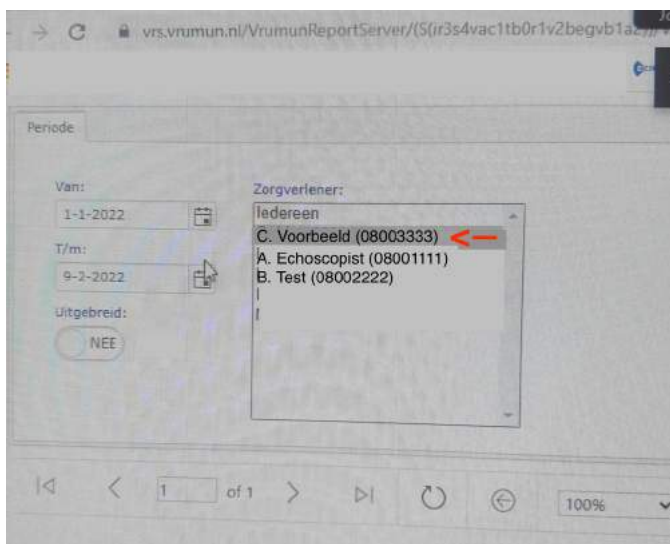 vrs.vrumun.nl/VrumunReportServer/(S(ir3s4vac1tb0r1v2begvb1a2
Periode
Van:
1-1-2022
T/m:
9-2-2022
Uitgebreid:
NEE
Zorgverlener:
Iedereen
C. Voorbeeld (08003333)
A. Echoscopist (08001111)
B. Test (08002222)
1 of 1
100%